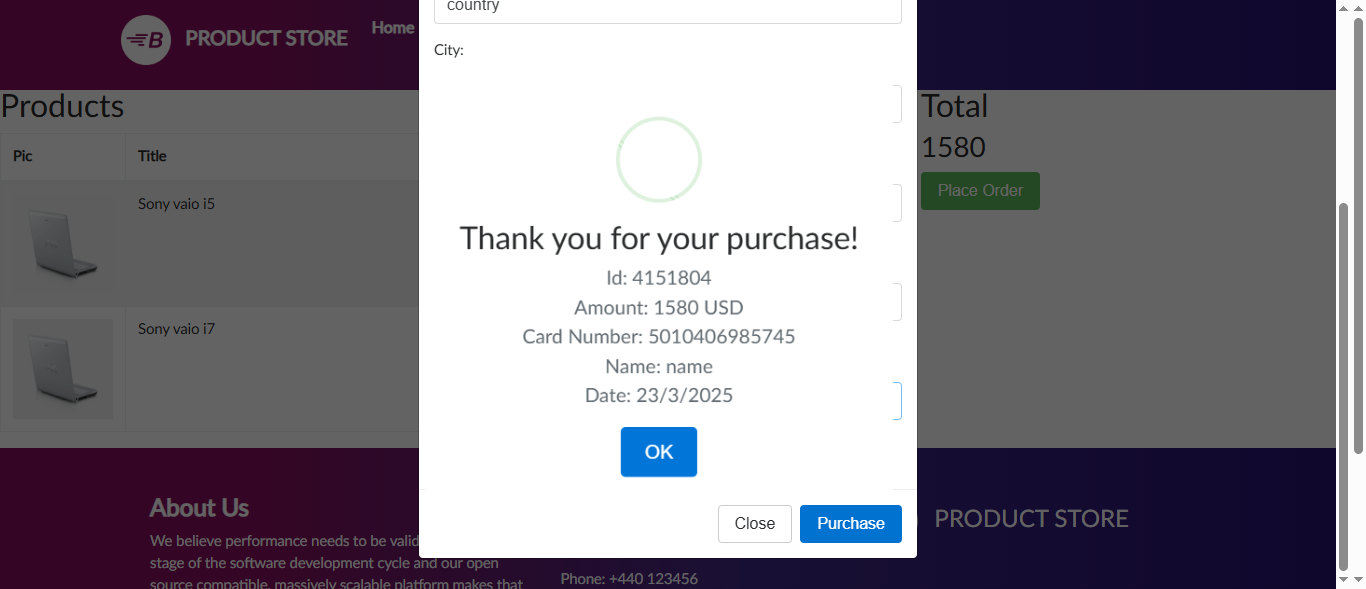 B PRODUCT STORE
Home
country
City:
Products
Total
1580
Pic
Title
Place Order
Sony vaio i5
Sony vaio i7
Thank you for your purchase!
Id: 4151804
Amount: 1580 USD
Card Number: 5010406985745
Name: name
Date: 23/3/2025
OK
Close
Purchase
About Us
We believe performance needs to be valid
stage of the software development cycle and our open
source compatible, massively scalable platform makes that
PRODUCT STORE
Phone: +440 123456